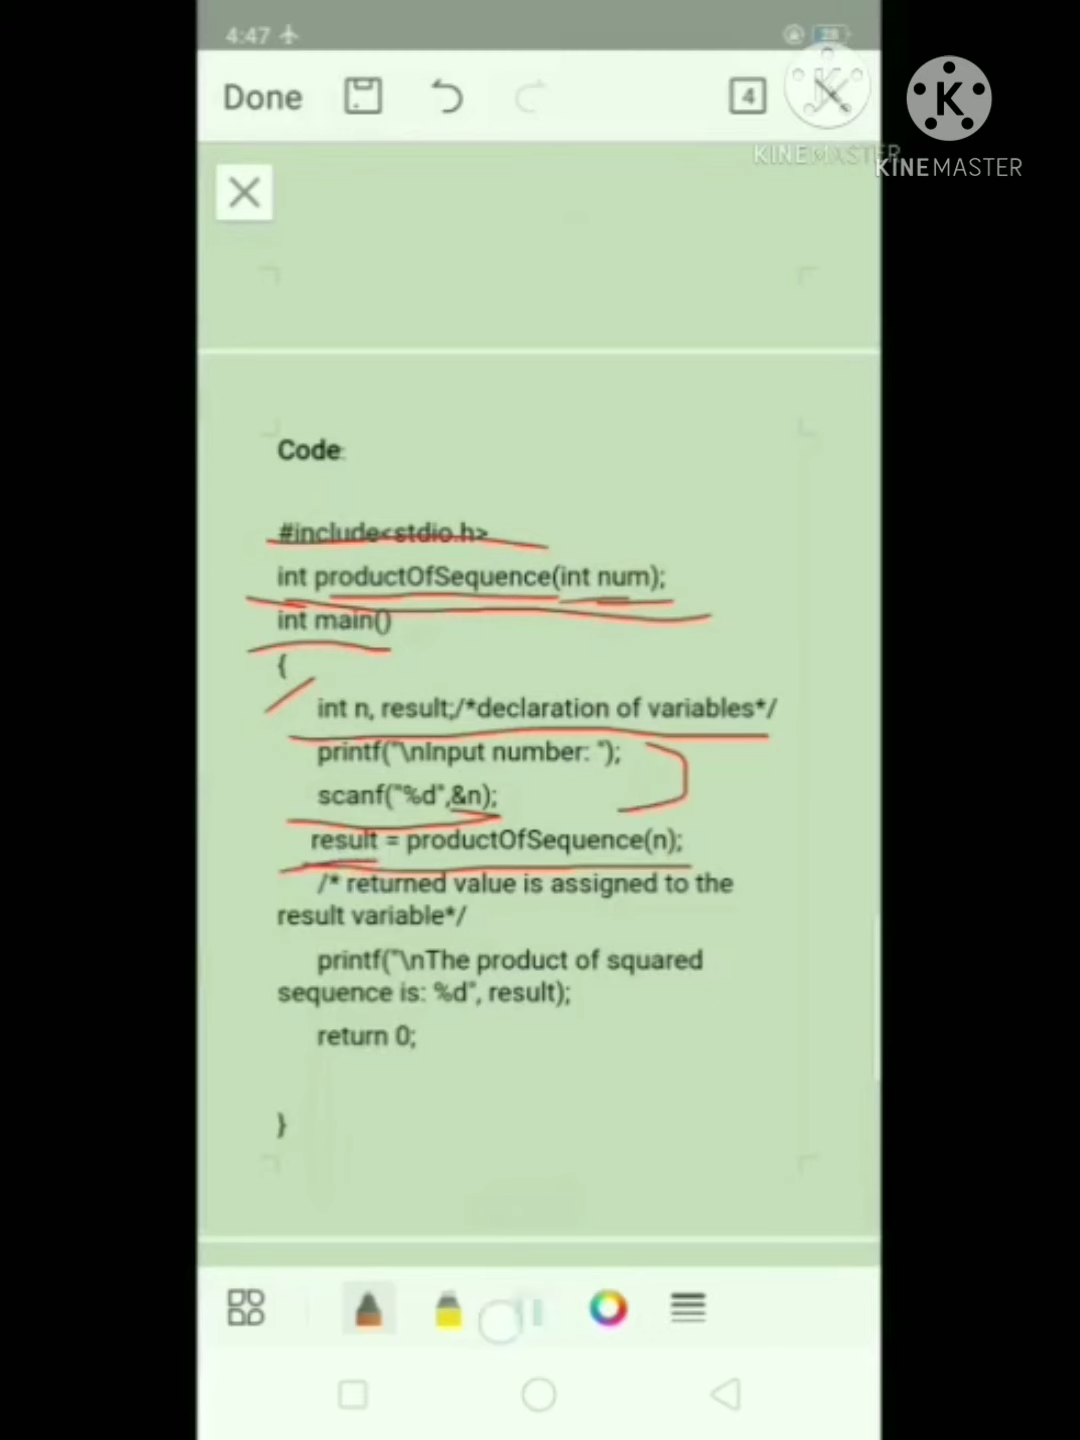 4:47
28
Done
4
KINEMASTER
K
KINEMASTER
Code:
#include<stdio.h>
int productOfSequence(int num);
int main()
{
int n, result;/*declaration of variables*/
printf("\nInput number: ");
scanf("%d",&n);
result = productOfSequence(n);
/* returned value is assigned to the
result variable*/
printf("\nThe product of squared
sequence is: %d", result);
return 0;
}